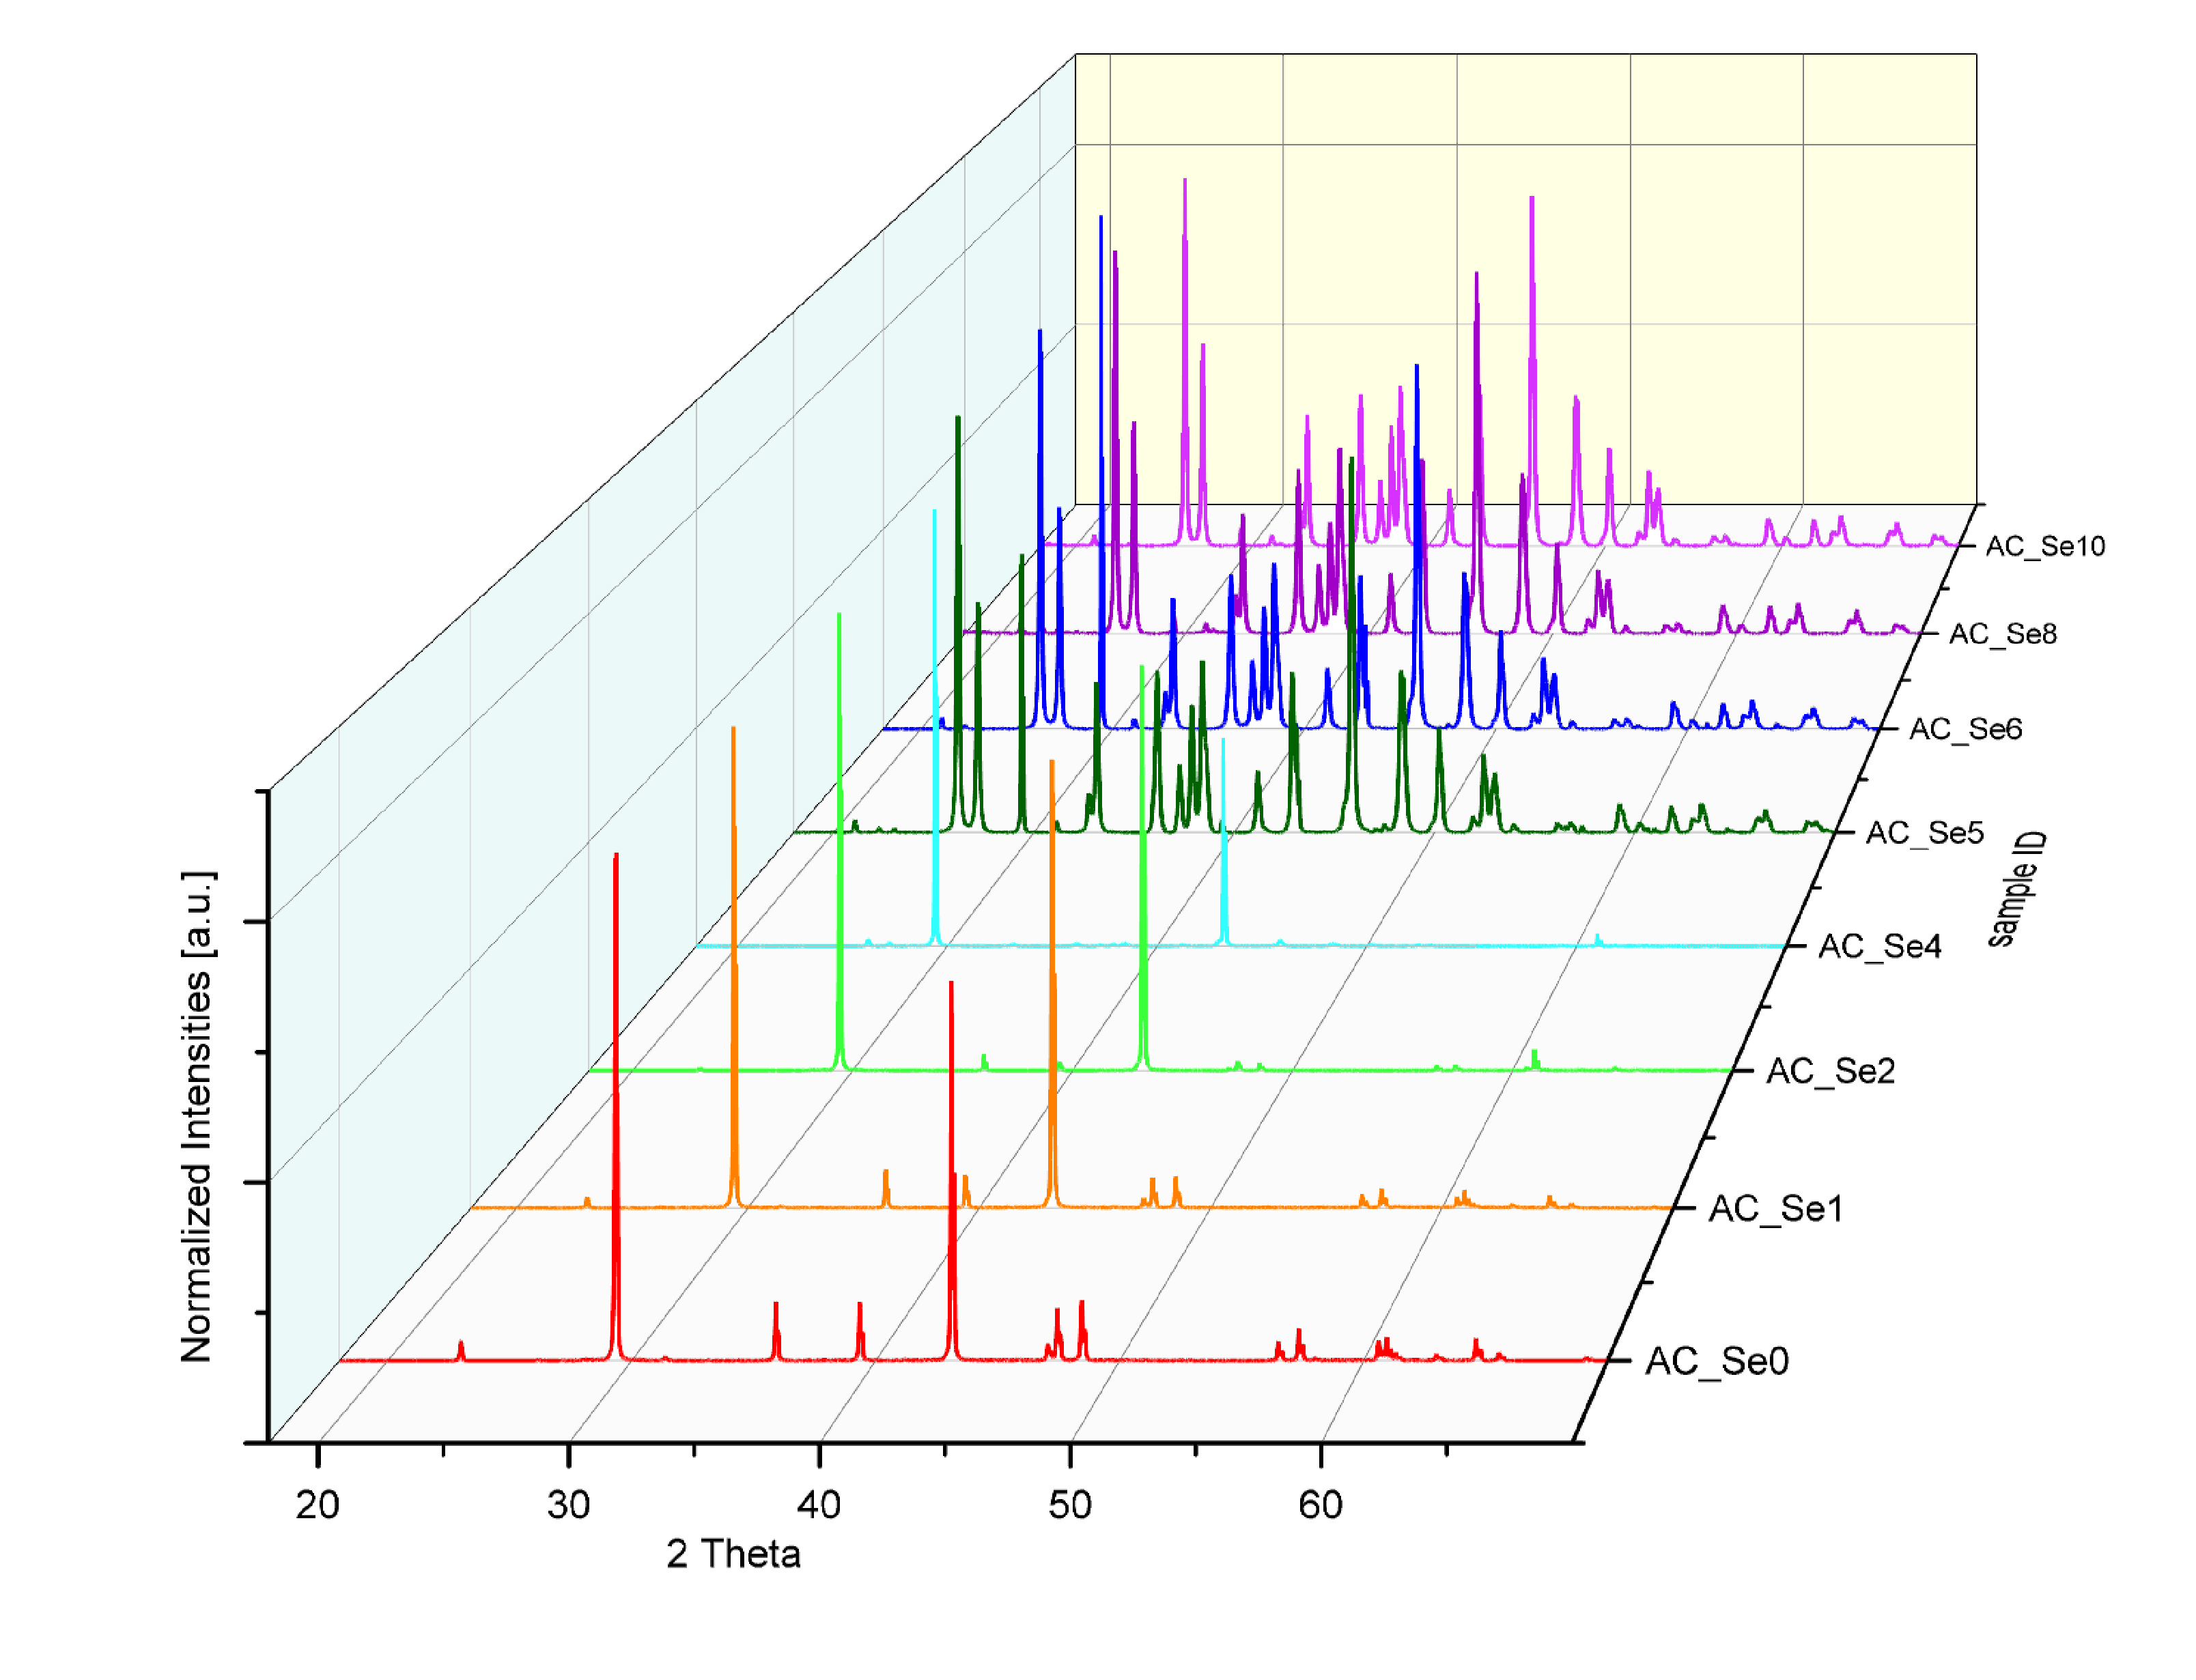 AC_Se10
AC_Se8
AC_Se6
AC_Se5
sample ID
AC_Se4
AC_Se2
AC_Se1
AC_Se0
Normalized Intensities [a.u.]
20 30 40 50 60
2 Theta